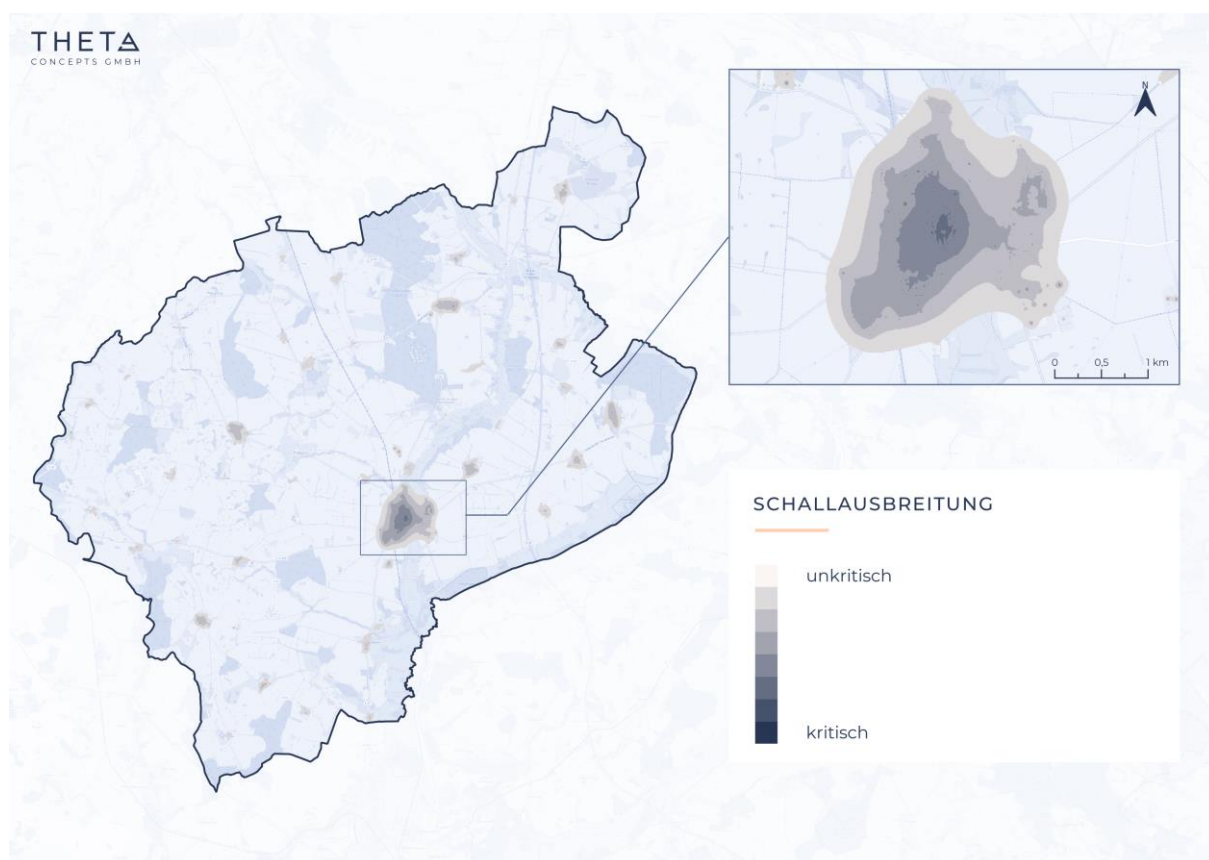 THETA
CONCEPTS GMBH
N
0 0,5 1 km
SCHALLAUSBREITUNG
unkritisch
kritisch